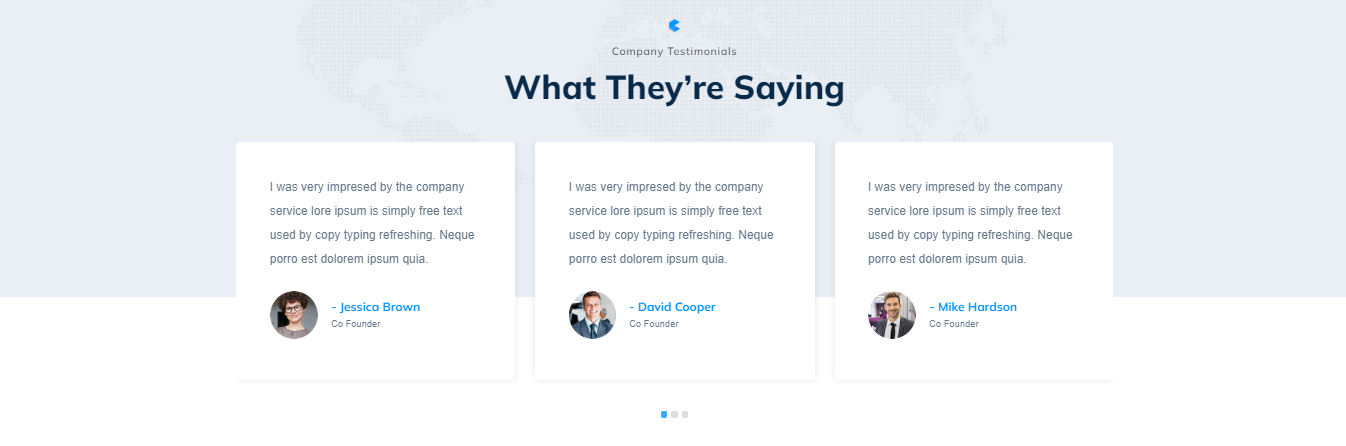 Company Testimonials
What They're Saying
I was very impresed by the company
service lore ipsum is simply free text
used by copy typing refreshing. Neque
porro est dolorem ipsum quia.
- Jessica Brown
Co Founder
I was very impresed by the company
service lore ipsum is simply free text
used by copy typing refreshing. Neque
porro est dolorem ipsum quia.
- David Cooper
Co Founder
I was very impresed by the company
service lore ipsum is simply free text
used by copy typing refreshing. Neque
porro est dolorem ipsum quia.
- Mike Hardson
Co Founder